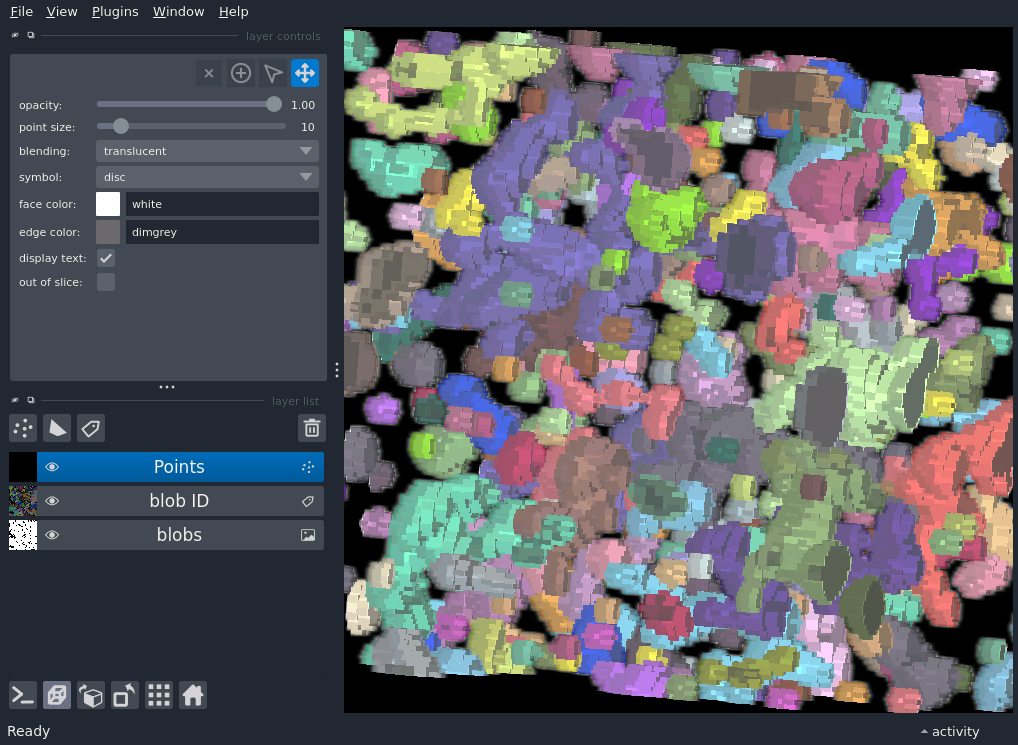 File View Plugins Window Help
layer controls
opacity: 1.00
point size: 10
blending: translucent
symbol: disc
face color: white
edge color: dimgrey
display text:
out of slice:
layer list
Points
blob ID
blobs
Ready
activity